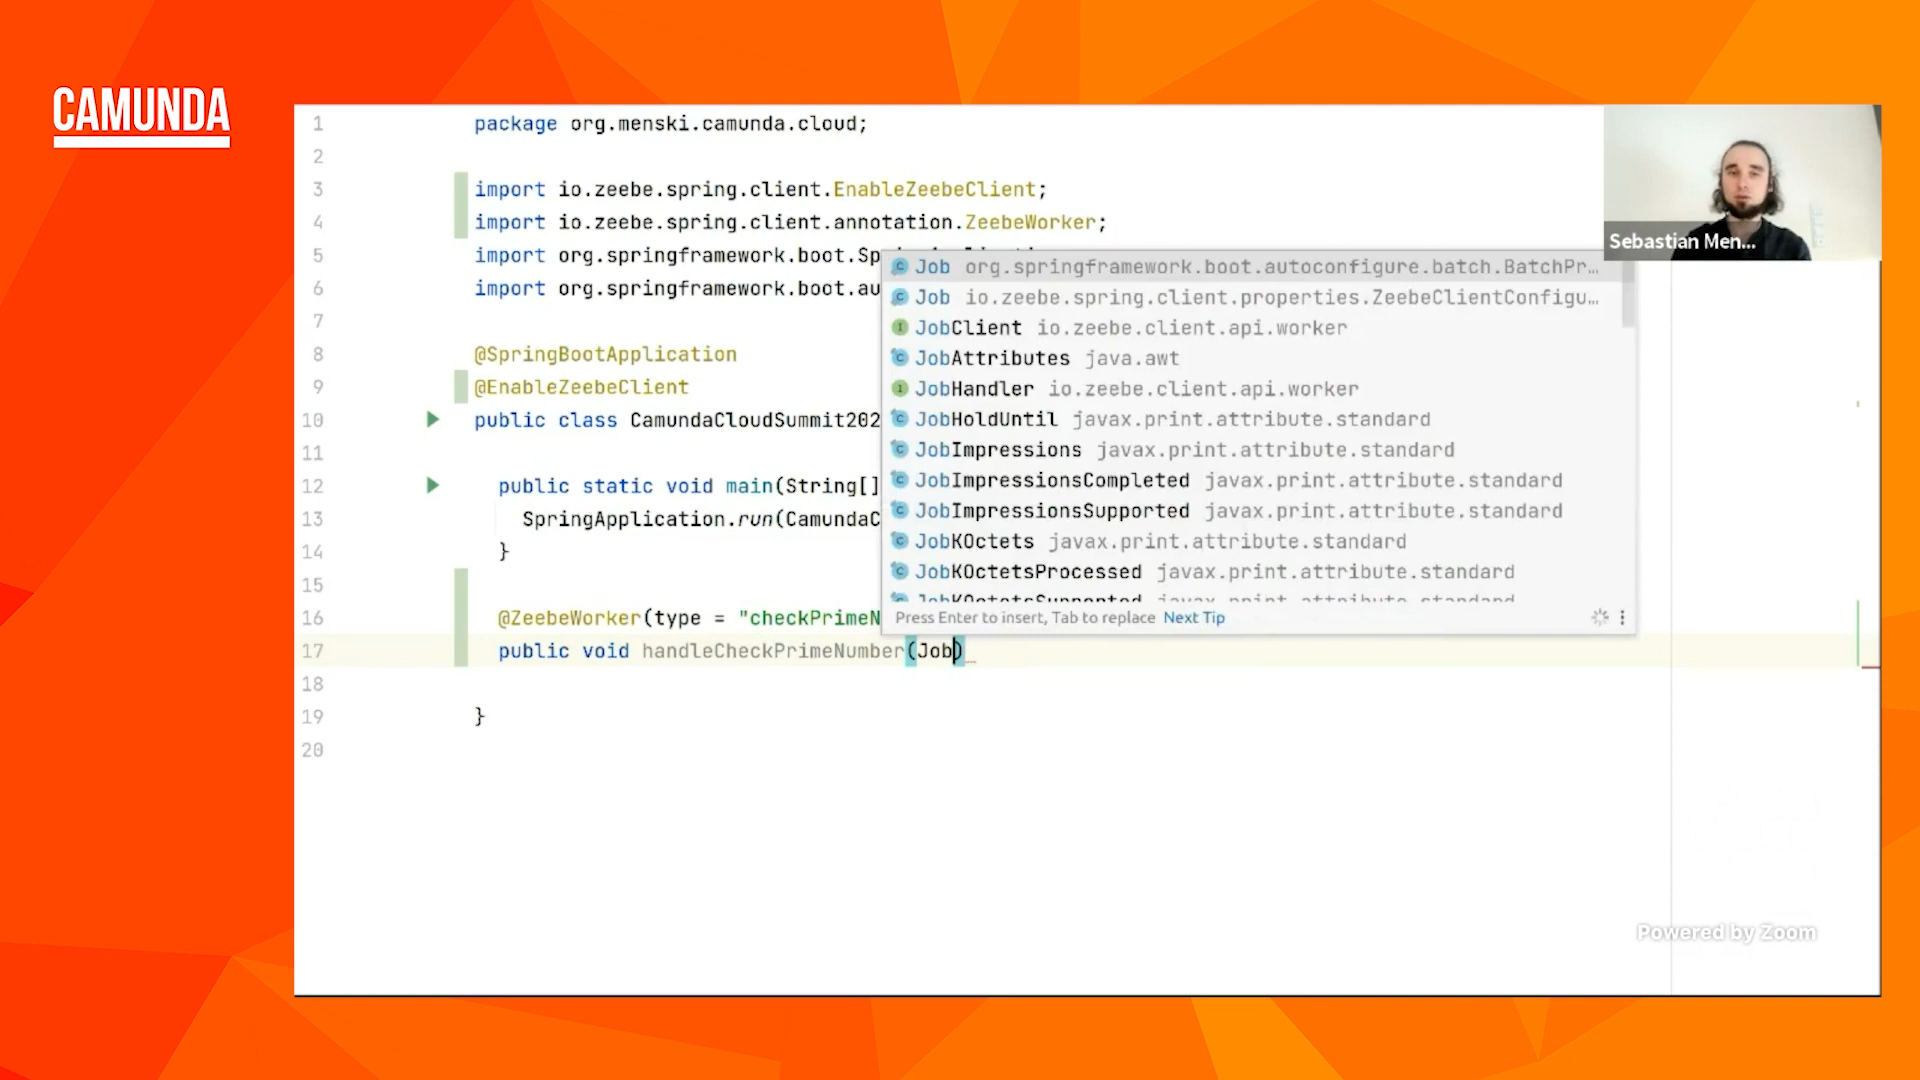 CAMUNDA
1 package org.menski.camunda.cloud;
2
3 import io.zeebe.spring.client.EnableZeebeClient;
4 import io.zeebe.spring.client.annotation.ZeebeWorker;
5 import org.springframework.boot.Sp
6 import org.springframework.boot.au
7
8 @SpringBootApplication
9 @EnableZeebeClient
10 public class CamundaCloudSummit202
11
12 public static void main(String[]
13 SpringApplication.run(CamundaC
14 }
15
16 @ZeebeWorker(type = "checkPrimeN
17 public void handleCheckPrimeNumber(Job)
18
19 }
20
Job org.springframework.boot.autoconfigure.batch.BatchPr…
Job io.zeebe.spring.client.properties.ZeebeClientConfigu…
JobClient io.zeebe.client.api.worker
JobAttributes java.awt
JobHandler io.zeebe.client.api.worker
JobHoldUntil javax.print.attribute.standard
JobImpressions javax.print.attribute.standard
JobImpressionsCompleted javax.print.attribute.standard
JobImpressionsSupported javax.print.attribute.standard
JobKOctets javax.print.attribute.standard
JobKOctetsProcessed javax.print.attribute.standard
JobKOctetsSupported javax.print.attribute.standard
Press Enter to insert, Tab to replace Next Tip
Sebastian Men...
Powered by Zoom